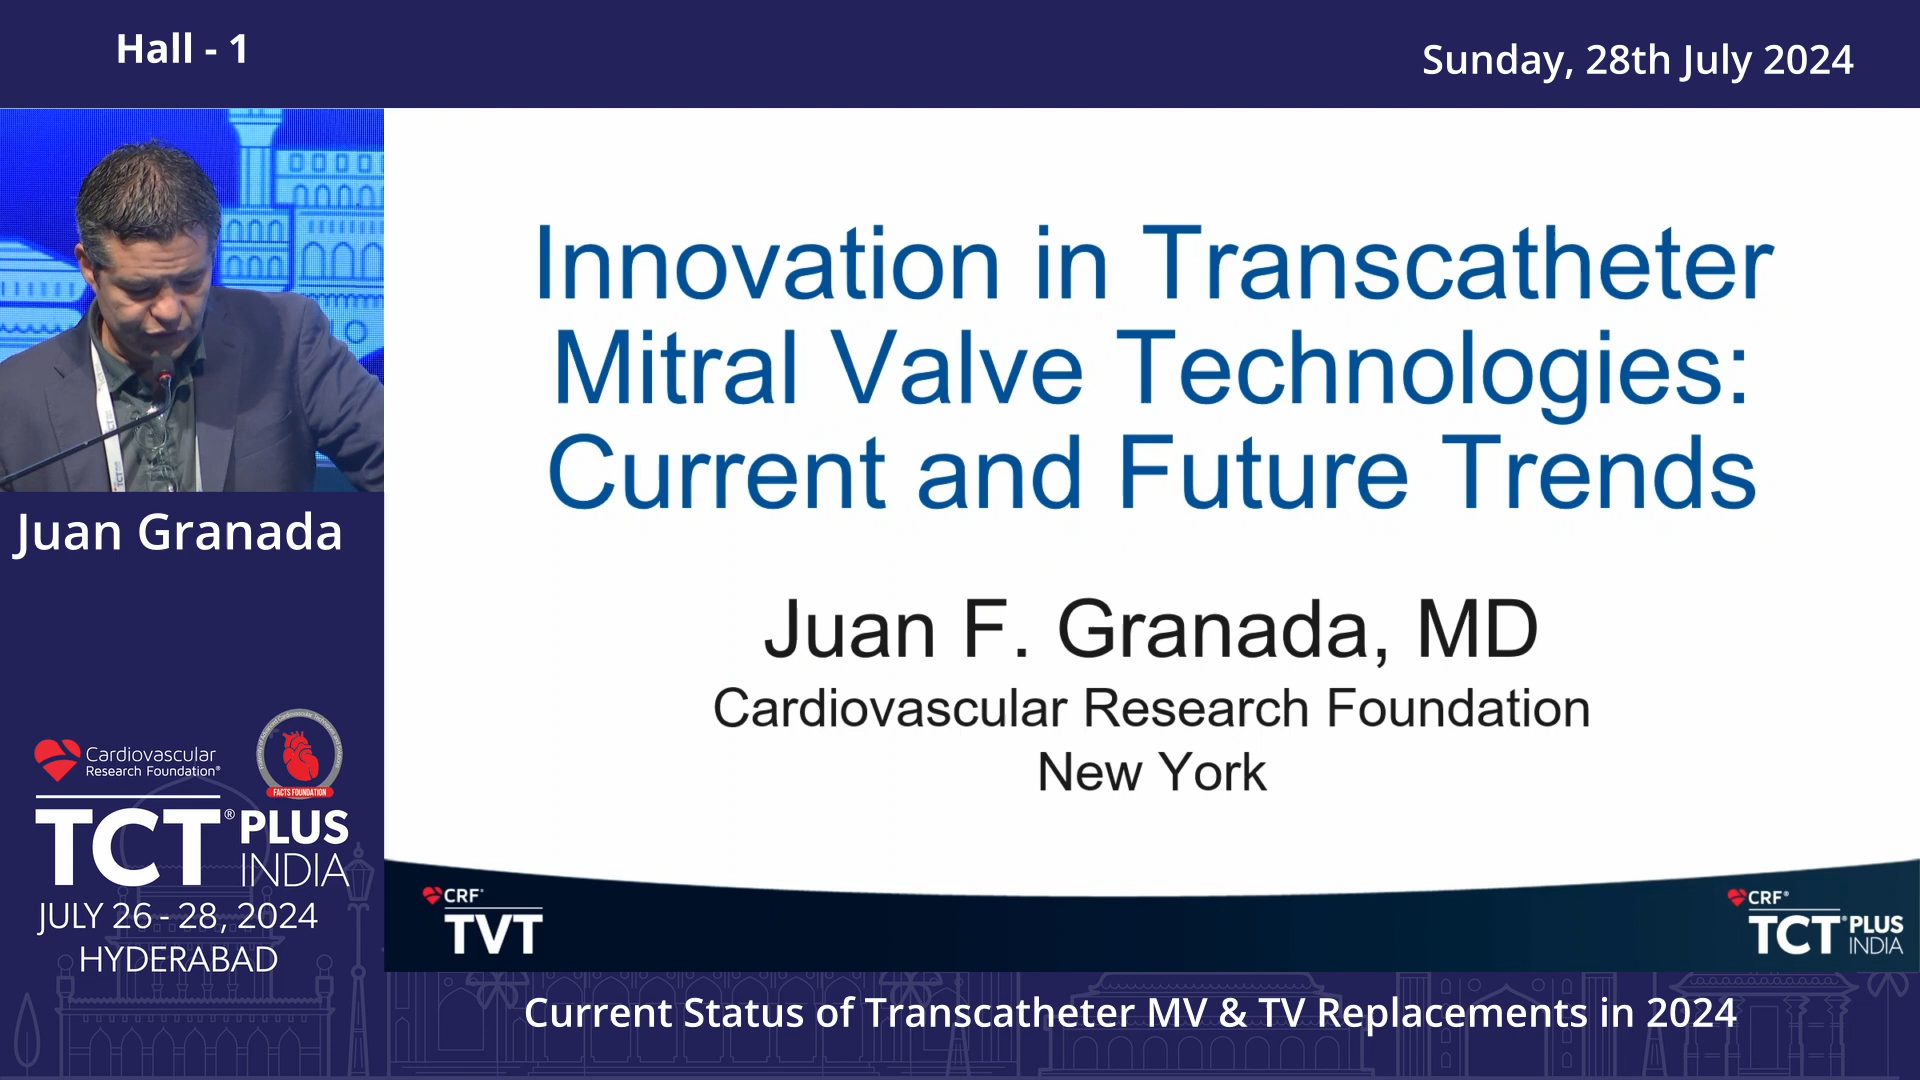 Hall - 1
Sunday, 28th July 2024
Innovation in Transcatheter
Mitral Valve Technologies:
Current and Future Trends
Juan F. Granada, MD
Cardiovascular Research Foundation
New York
Juan Granada
Cardiovascular
Research Foundation®
FACTS FOUNDATION
TCT® PLUS
INDIA
JULY 26 - 28, 2024
HYDERABAD
CRF®
TVT
CRF®
TCT® PLUS
INDIA
Current Status of Transcatheter MV & TV Replacements in 2024